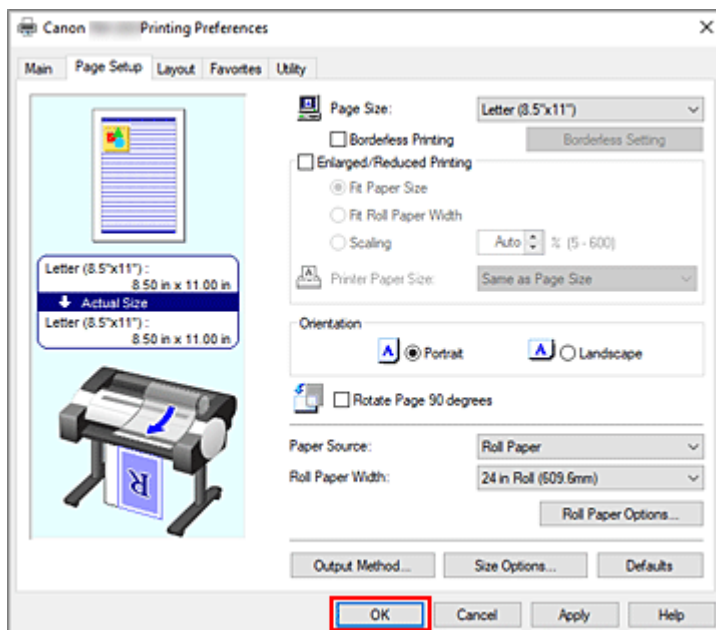 Canon Printing Preferences
Main Page Setup Layout Favorites Utility
Page Size: Letter (8.5"x11")
Borderless Printing Borderless Setting
Enlarged/Reduced Printing
Fit Paper Size
Fit Roll Paper Width
Scaling Auto % (5 - 600)
Printer Paper Size: Same as Page Size
Letter (8.5"x11") :
8.50 in x 11.00 in
Actual Size
Letter (8.5"x11") :
8.50 in x 11.00 in
Orientation
A Portrait A Landscape
Rotate Page 90 degrees
Paper Source: Roll Paper
Roll Paper Width: 24 in Roll (609.6mm)
Roll Paper Options...
R
Output Method... Size Options... Defaults
OK Cancel Apply Help